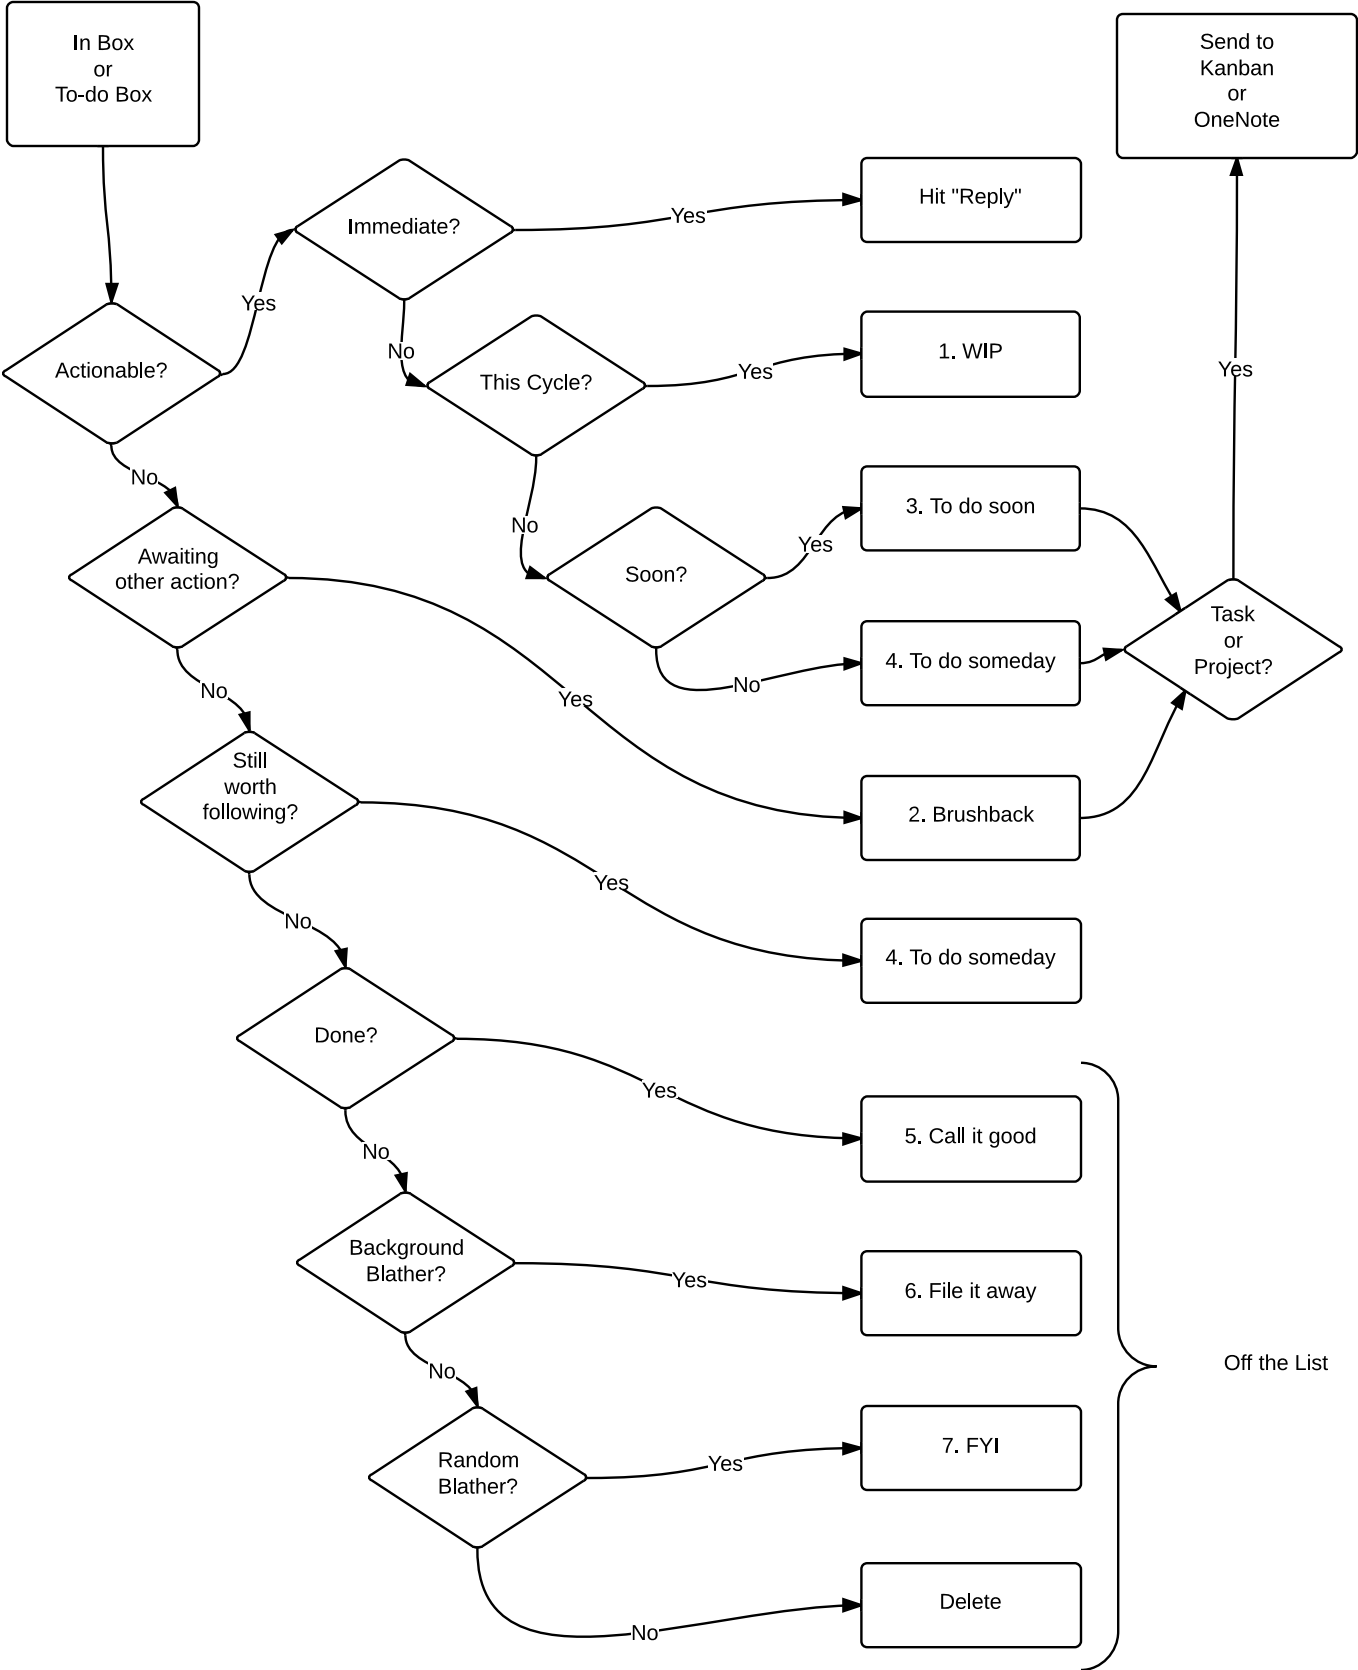 In Box
or
To-do Box
Send to
Kanban
or
OneNote
Immediate?
Yes
Hit "Reply"
Yes
Actionable?
No
This Cycle?
Yes
1. WIP
Yes
No
No
Soon?
Yes
3. To do soon
Awaiting
other action?
Task
or
Project?
No
4. To do someday
No
Yes
Still
worth
following?
2. Brushback
Yes
No
4. To do someday
Done?
Yes
5. Call it good
No
Background
Blather?
Yes
6. File it away
No
Off the List
Random
Blather?
Yes
7. FYI
No
Delete